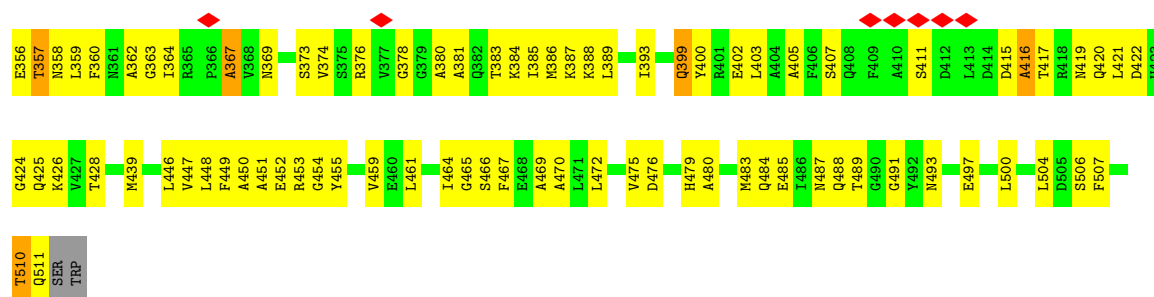 E356 T357 N358 L359 F360 N361 A362 G363 I364 R365 P366 A367 V368 N369 S373 V374 S375 R376 V377 G378 G379 A380 A381 Q382 T383 K384 I385 M386 K387 K388 L389 I393 Q399 Y400 R401 E402 L403 A404 A405 F406 S407 Q408 F409 A410 S411 D412 L413 D414 D415 A416 T417 R418 N419 Q420 L421 D422
G424 Q425 K426 V427 T428 M439 L446 V447 L448 F449 A450 A451 E452 R453 G454 Y455 V459 E460 L461 I464 G465 S466 F467 E468 A469 A470 L471 L472 V475 D476 H479 A480 M483 Q484 E485 I486 N487 Q488 T489 G490 G491 Y492 N493 E497 L500 L504 D505 S506 F507
T510 Q511 SER TRP